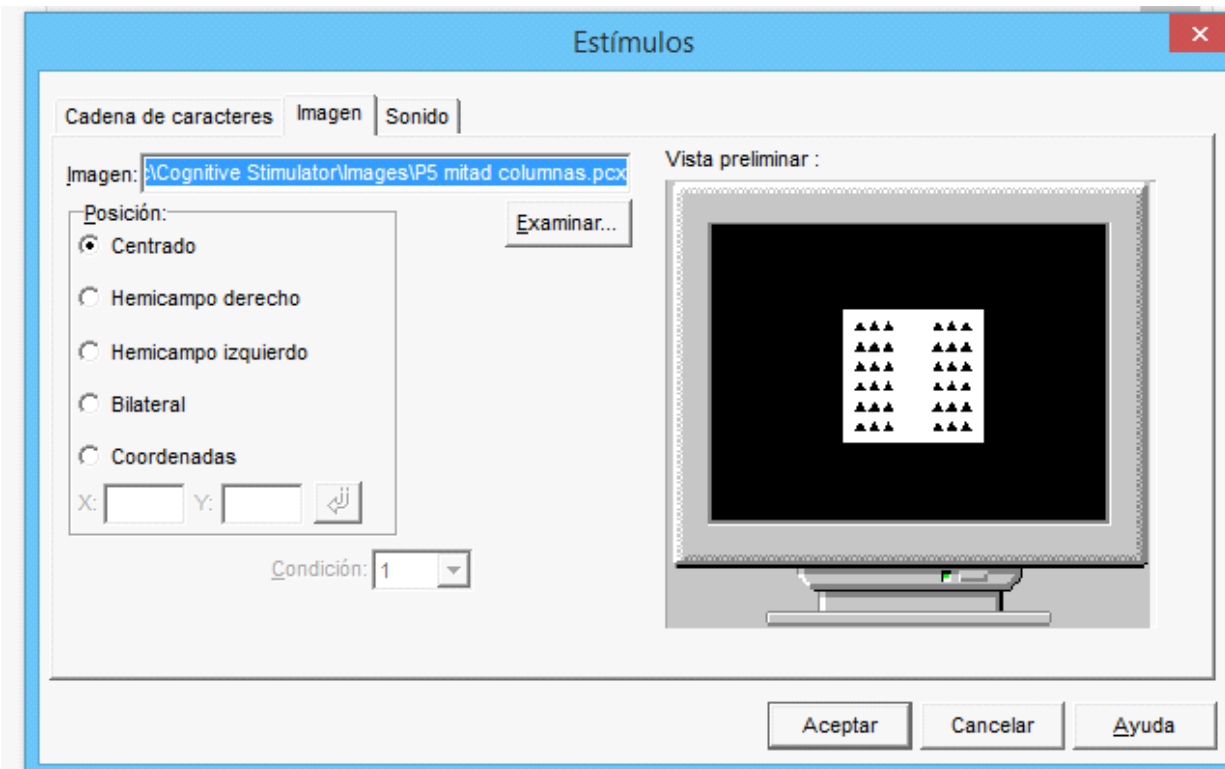 Estímulos
Cadena de caracteres Imagen Sonido
Imagen: :\Cognitive Stimulator\Images\P5 mitad columnas.pcx
Vista preliminar :
Examinar...
Posición:
Centrado
Hemicampo derecho
Hemicampo izquierdo
Bilateral
Coordenadas
X: Y:
Condición: 1
Aceptar Cancelar Ayuda